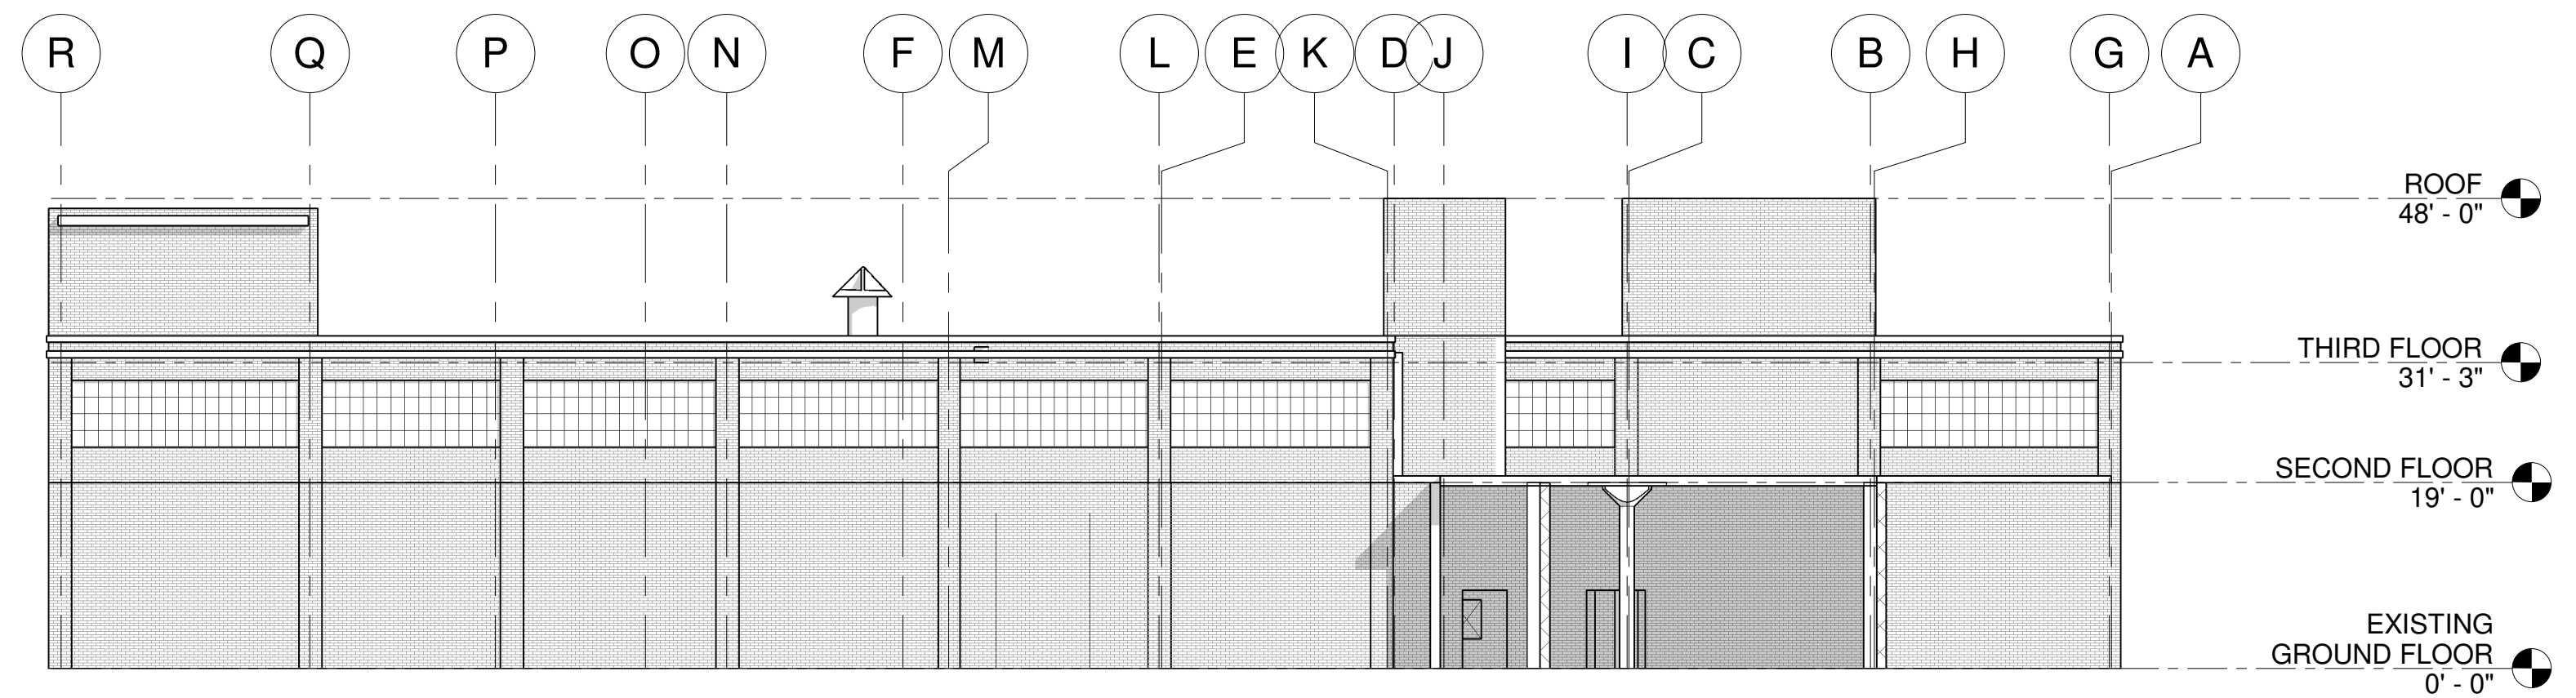 R Q P O N F M L E K D J I C B H G A
ROOF
48' - 0"
THIRD FLOOR
31' - 3"
SECOND FLOOR
19' - 0"
EXISTING
GROUND FLOOR
0' - 0"